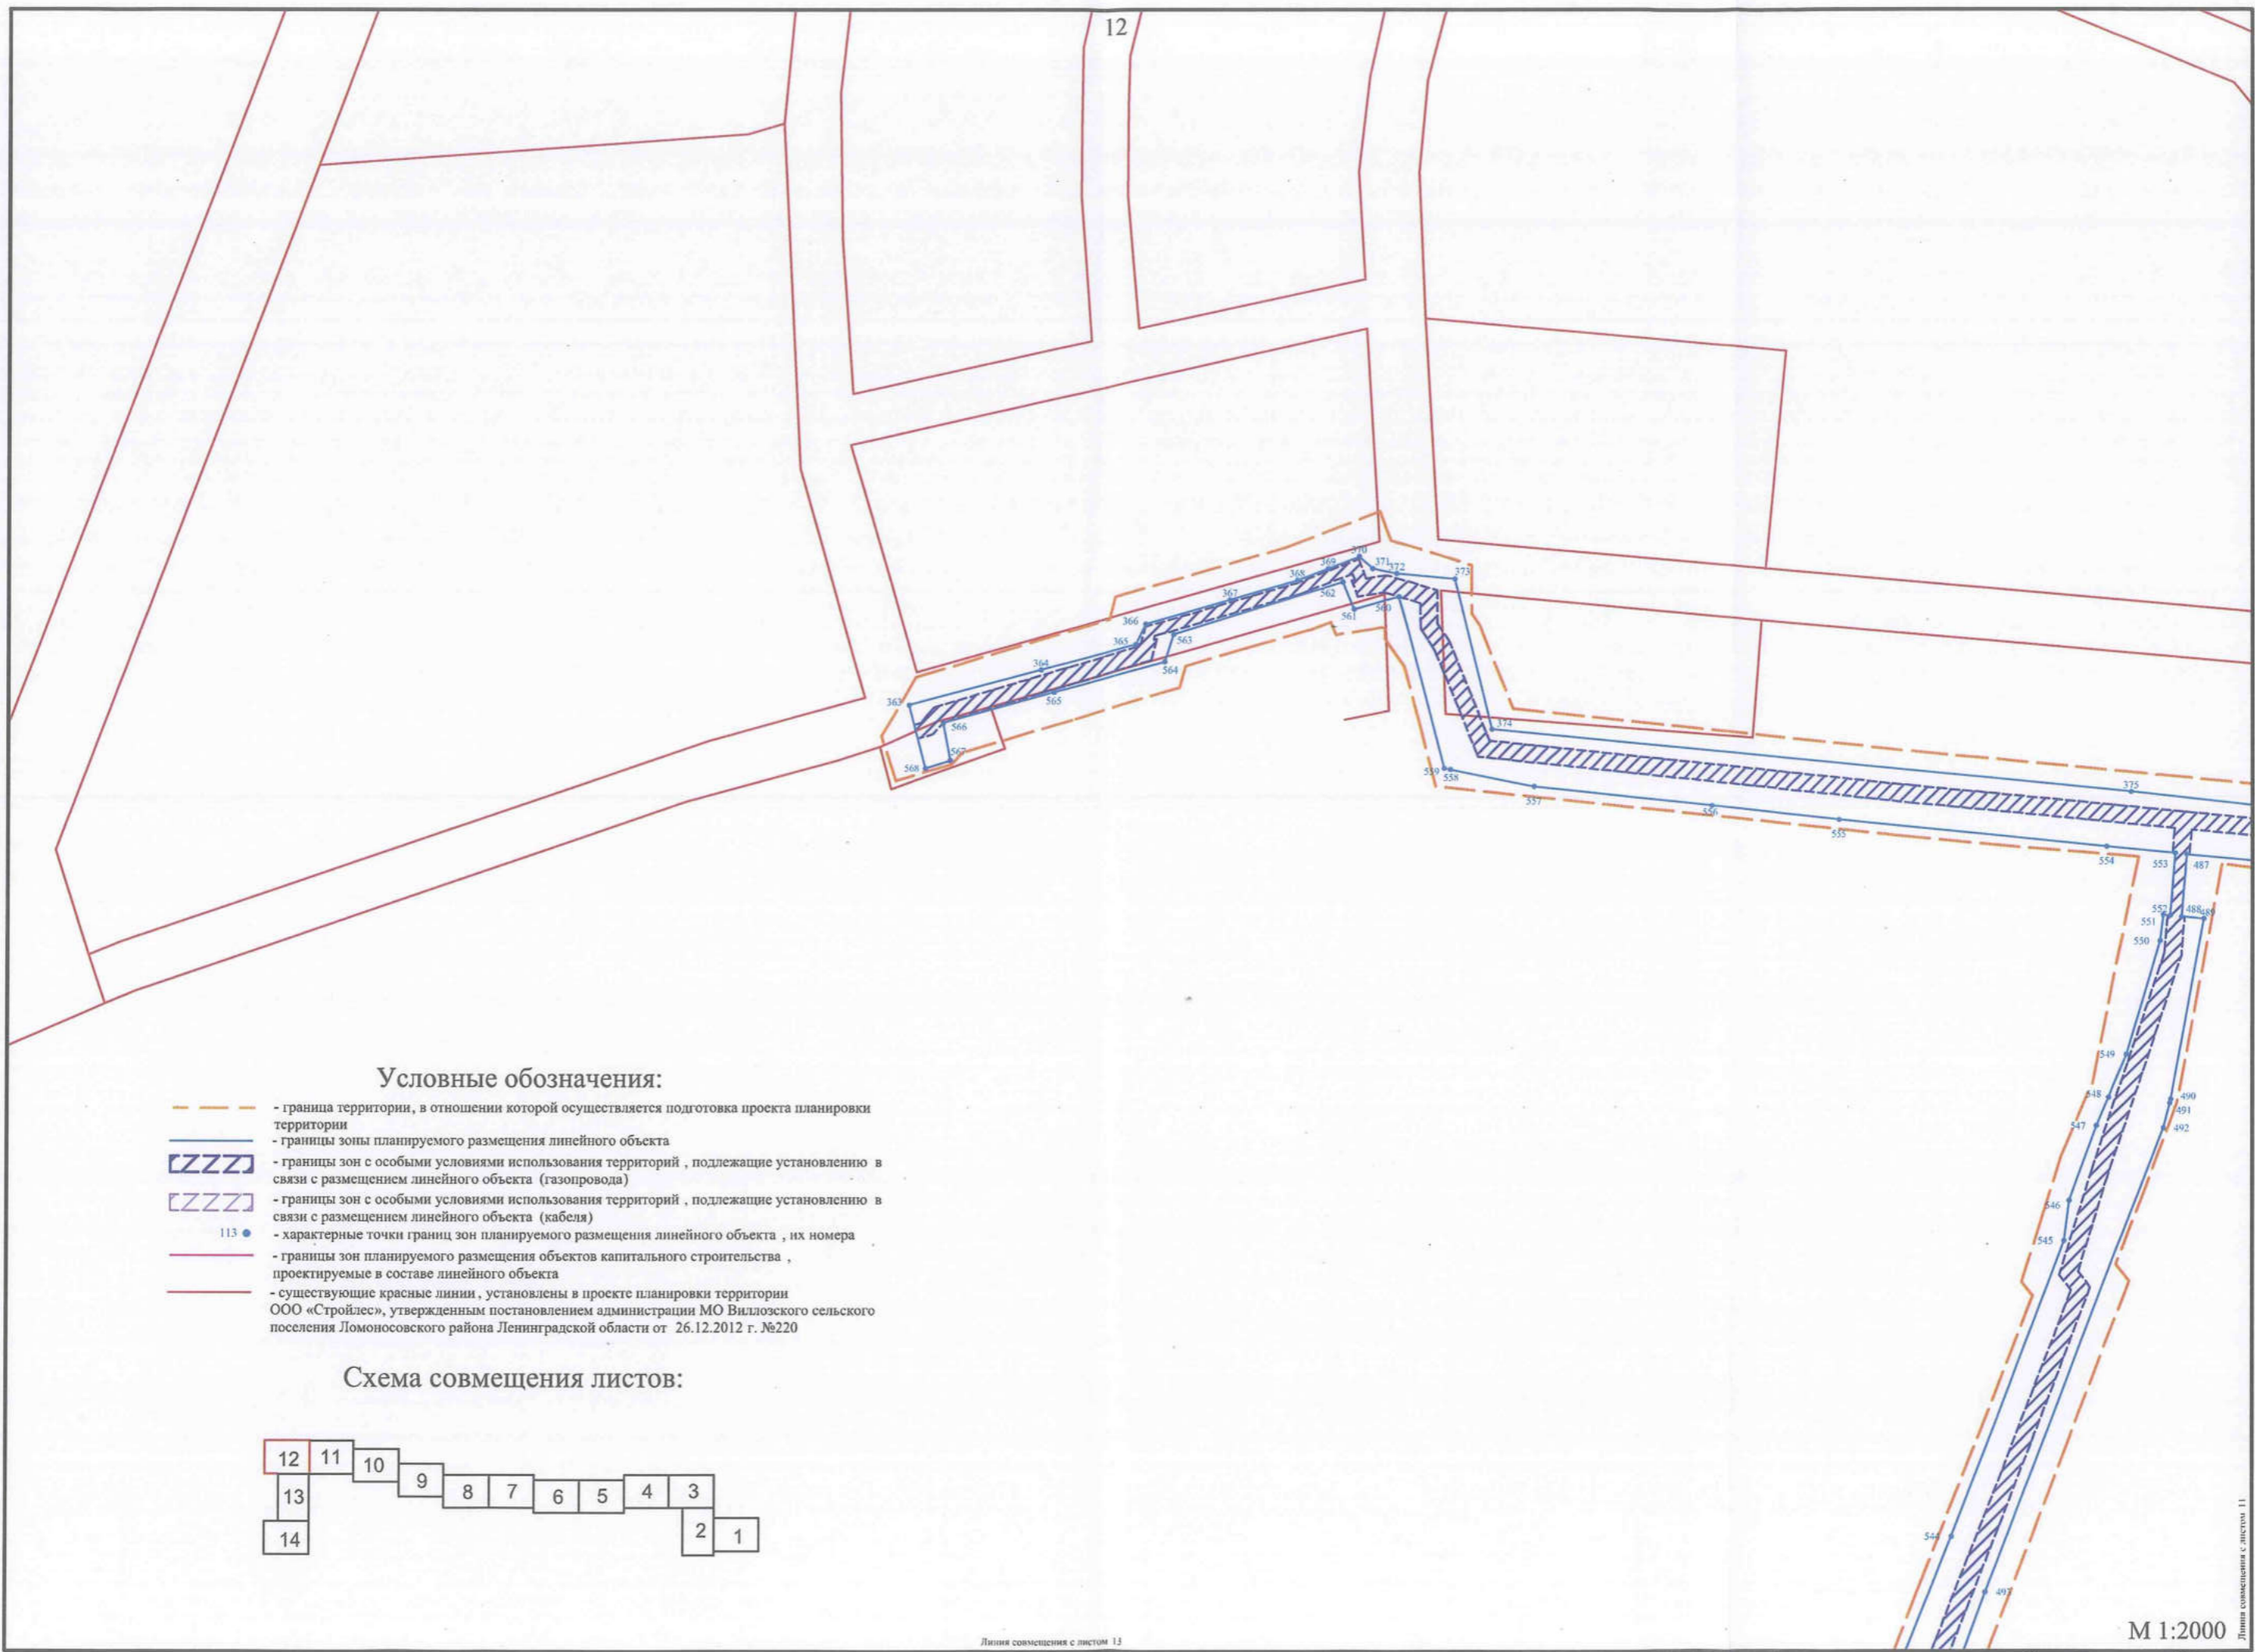 12
370
369
371
372
373
368
562
367
561
560
366
365
563
364
564
363
565
566
567
568
374
559
558
557
556
555
375
554
553
487
552
488
489
551
550
549
548
490
491
547
492
546
545
544
Условные обозначения:
- граница территории, в отношении которой осуществляется подготовка проекта планировки
территории
- границы зоны планируемого размещения линейного объекта
- границы зон с особыми условиями использования территорий , подлежащие установлению в
связи с размещением линейного объекта (газопровода)
- границы зон с особыми условиями использования территорий , подлежащие установлению в
связи с размещением линейного объекта (кабеля)
113 - характерные точки границ зон планируемого размещения линейного объекта , их номера
- границы зон планируемого размещения объектов капитального строительства ,
проектируемые в составе линейного объекта
- существующие красные линии, установлены в проекте планировки территории
ООО «Стройлес», утвержденным постановлением администрации МО Виллозского сельского
поселения Ломоносовского района Ленинградской области от 26.12.2012 г. №220
Схема совмещения листов:
12 11 10 9 8 7 6 5 4 3
13 2 1
14
М 1:2000
Линия совмещения с листом 11
Линия совмещения с листом 13